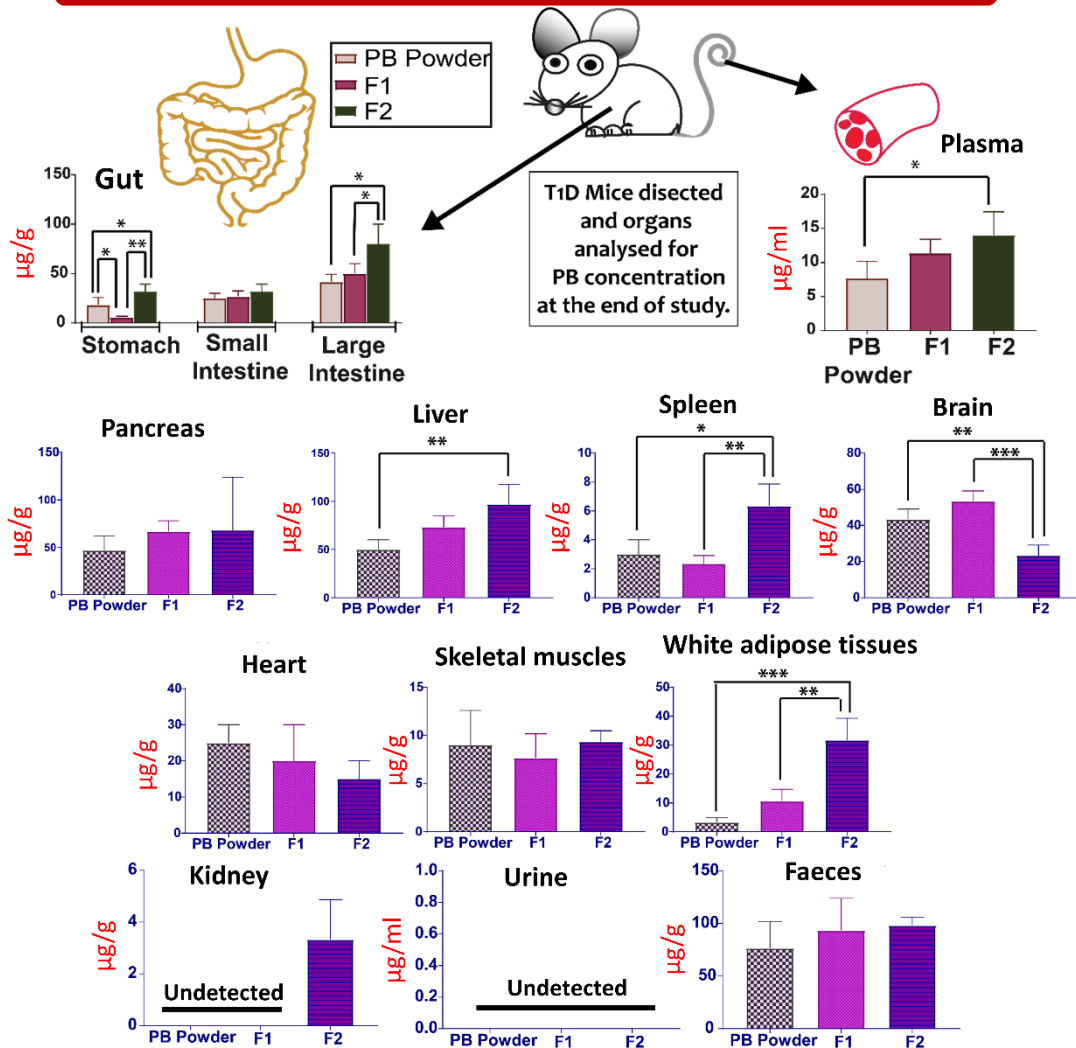 PB Powder
F1
F2
Plasma
Gut
T1D Mice disected
and organs
analysed for
PB concentration
at the end of study.
µg/g
150
100
50
0
* * **
* *
Stomach
Small
Intestine
Large
Intestine
µg/ml
20
15
10
5
0
*
PB
Powder
F1
F2
Pancreas
µg/g
150
100
50
0
PB Powder F1 F2
Liver
µg/g
150
100
50
0
**
PB Powder F1 F2
Spleen
µg/g
8
6
4
2
0
*
**
PB Powder F1 F2
Brain
µg/g
80
60
40
20
0
**
***
PB Powder F1 F2
Heart
µg/g
40
30
20
10
0
PB Powder F1 F2
Skeletal muscles
µg/g
15
10
5
0
PB Powder F1 F2
White adipose tissues
µg/g
50
40
30
20
10
0
***
**
PB Powder F1 F2
Kidney
µg/g
6
4
2
0
Undetected
PB Powder F1 F2
Urine
µg/ml
1.0
0.8
0.6
0.4
0.2
0.0
Undetected
PB Powder F1 F2
Faeces
µg/g
150
100
50
0
PB Powder F1 F2